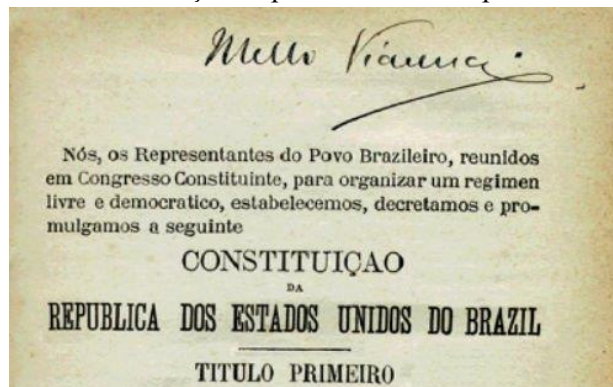 Mello Vianna
Nós, os Representantes do Povo Brazileiro, reunidos
em Congresso Constituinte, para organizar um regimen
livre e democratico, estabelecemos, decretamos e pro-
mulgamos a seguinte
CONSTITUIÇAO
DA
REPUBLICA DOS ESTADOS UNIDOS DO BRAZIL
TITULO PRIMEIRO